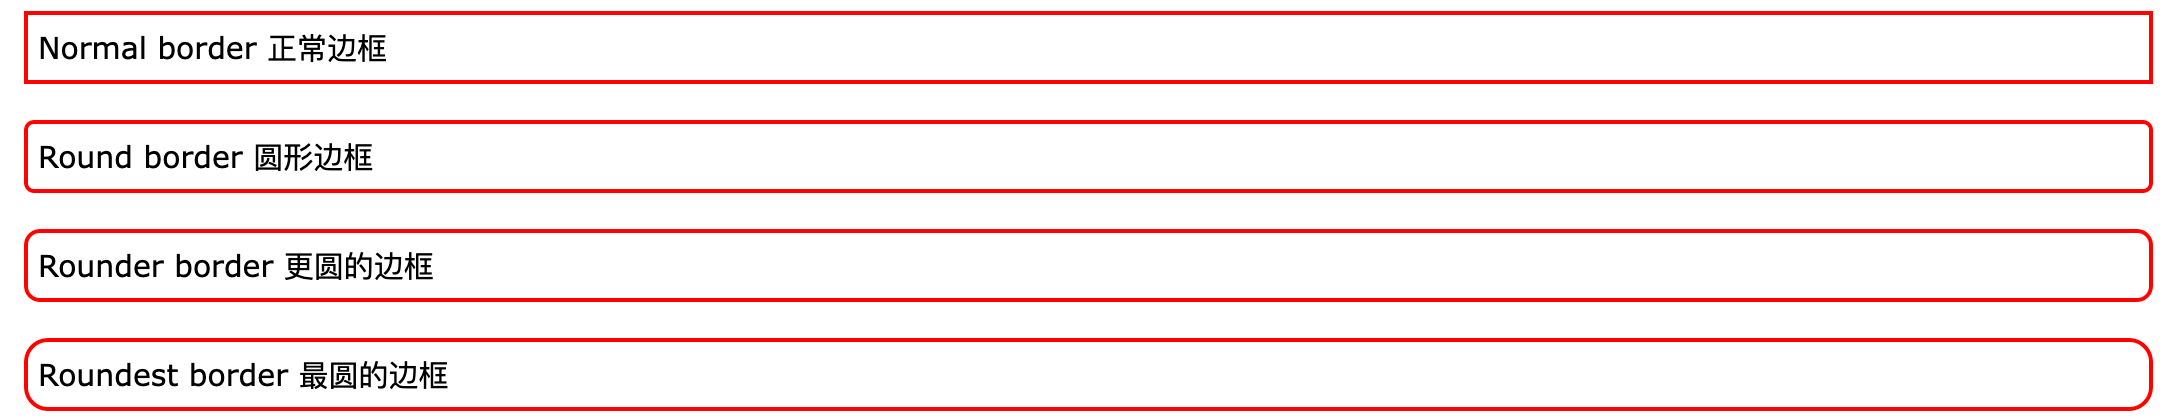 Normal border 正常边框
Round border 圆形边框
Rounder border 更圆的边框
Roundest border 最圆的边框